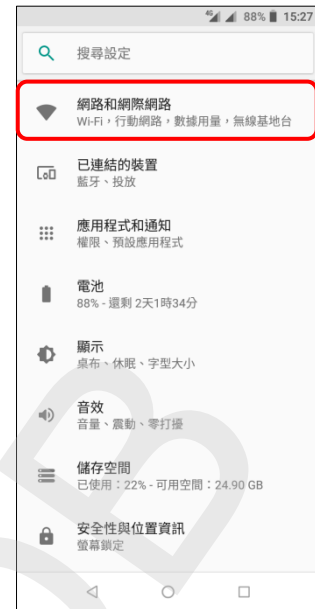 4G 88% 15:27
搜尋設定
網路和網際網路
Wi-Fi，行動網路，數據用量，無線基地台
已連結的裝置
藍牙、投放
應用程式和通知
權限、預設應用程式
電池
88% - 還剩 2天1時34分
顯示
桌布、休眠、字型大小
音效
音量、震動、零打擾
儲存空間
已使用：22% - 可用空間：24.90 GB
安全性與位置資訊
螢幕鎖定